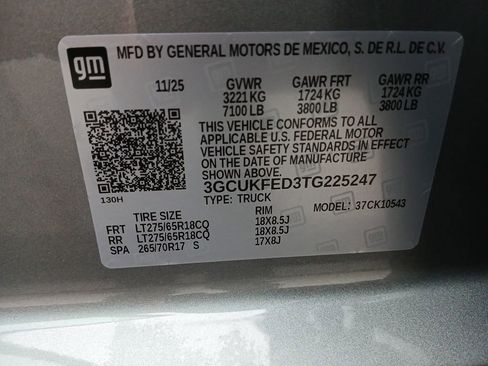 gm
MFD BY GENERAL MOTORS DE MEXICO, S. DE R.L. DE C.V.
11/25 GVWR GAWR FRT GAWR RR
3221 KG 1724 KG 1724 KG
7100 LB 3800 LB 3800 LB
THIS VEHICLE CONFORMS TO ALL
APPLICABLE U.S. FEDERAL MOTOR
VEHICLE SAFETY STANDARDS IN EFFECT
ON THE DATE OF MANUFACTURE
SHOWN ABOVE.
3GCUKFED3TG225247
130H TYPE: TRUCK MODEL: 37CK10543
TIRE SIZE RIM
FRT LT275/65R18CQ 18X8.5J
RR LT275/65R18CQ 18X8.5J
SPA 265/70R17 S 17X8J